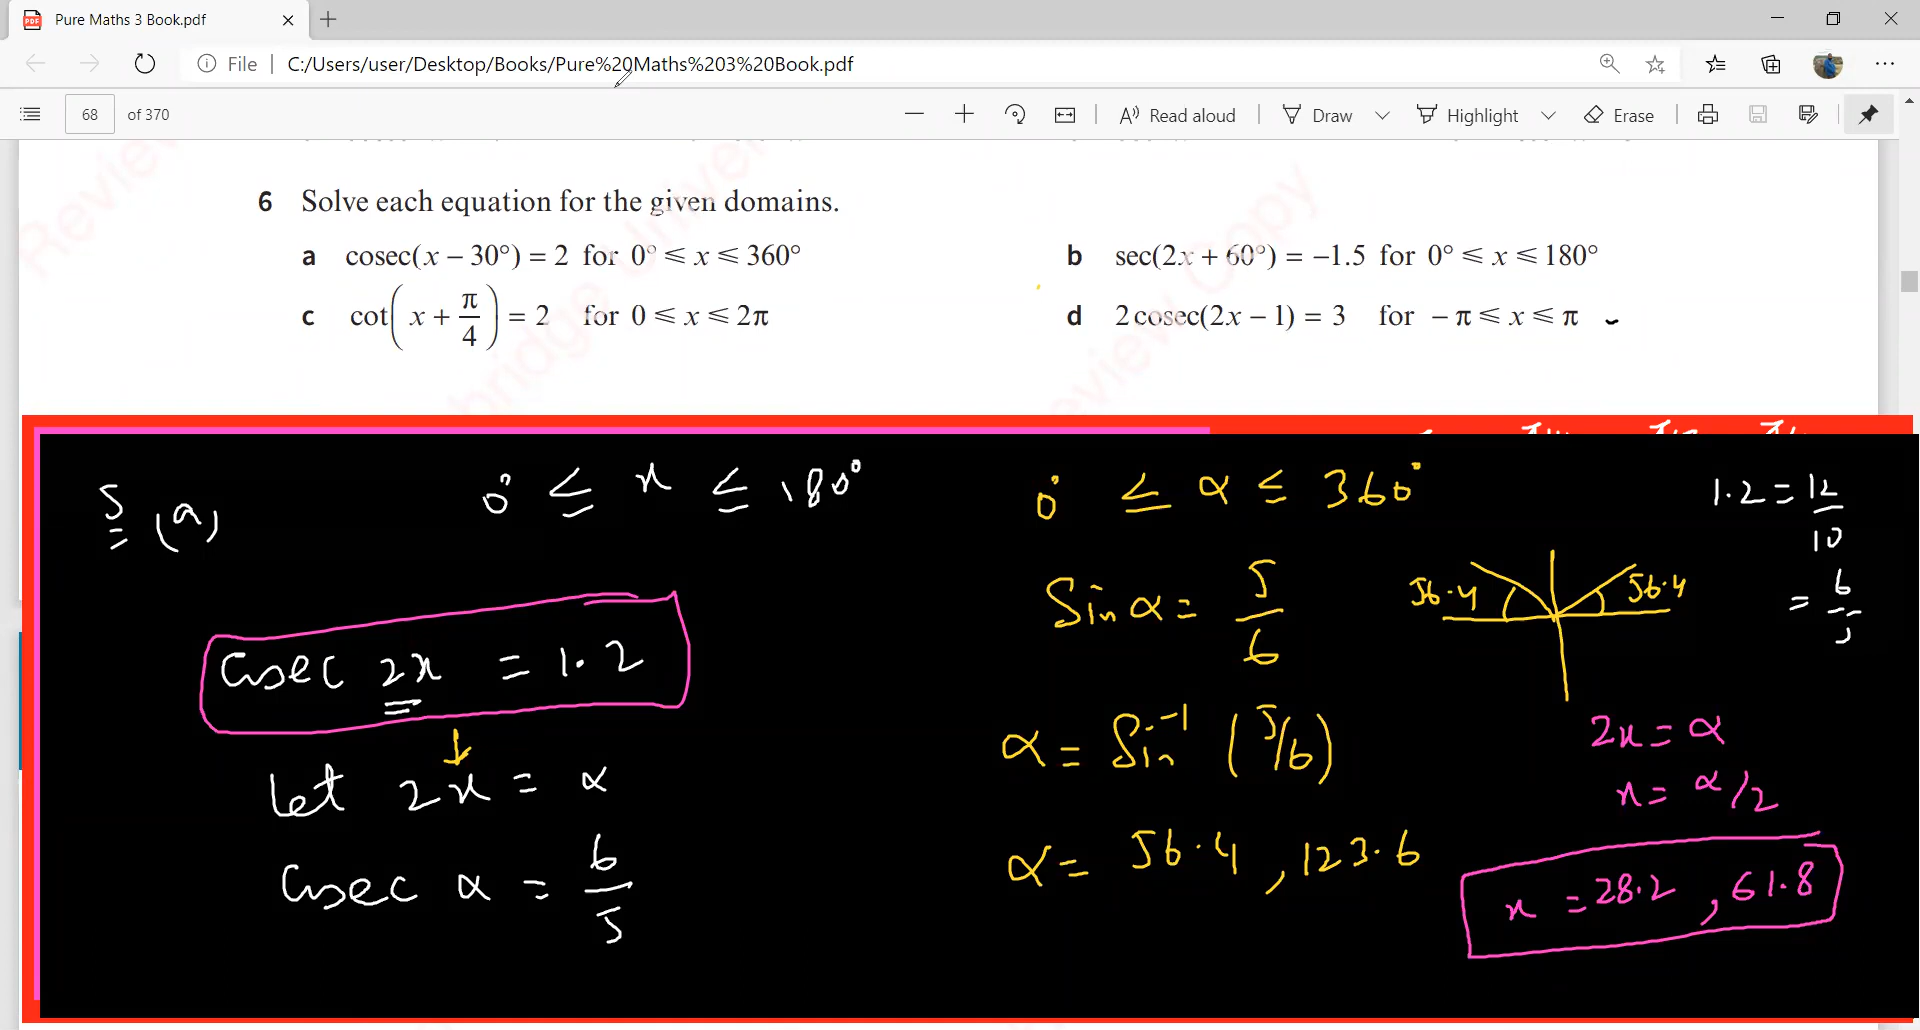 Pure Maths 3 Book.pdf
File C:/Users/user/Desktop/Books/Pure%20Maths%203%20Book.pdf
68 of 370 Read aloud Draw Highlight Erase
6 Solve each equation for the given domains.
a cosec(x − 30°) = 2 for 0° ⩽ x ⩽ 360°
b sec(2x + 60°) = −1.5 for 0° ⩽ x ⩽ 180°
c cot(x + π/4) = 2 for 0 ⩽ x ⩽ 2π
d 2 cosec(2x − 1) = 3 for − π ⩽ x ⩽ π
Review Copy
5 (a)
0° ≤ x ≤ 180°
Cosec 2x = 1.2
Let 2x = α
Cosec α = 6/5
0° ≤ α ≤ 360°
Sin α = 5/6
α = Sin⁻¹ (5/6)
α = 56.4 , 123.6
56.4 56.4
1.2 = 12/10
= 6/5
2x = α
x = α/2
x = 28.2 , 61.8